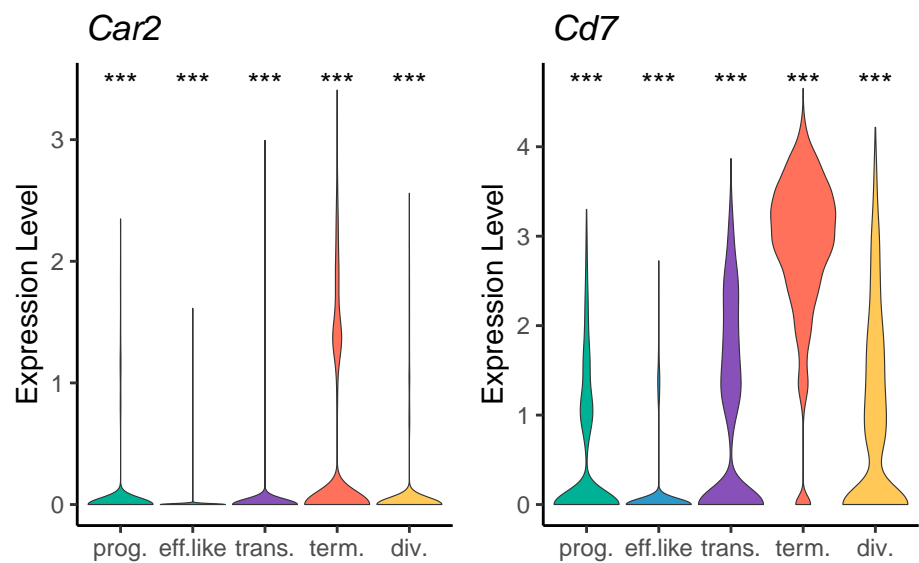 Car2
*** *** *** *** ***
Expression Level
3
2
1
0
prog. eff.like trans. term. div.
Cd7
*** *** *** *** ***
Expression Level
4
3
2
1
0
prog. eff.like trans. term. div.